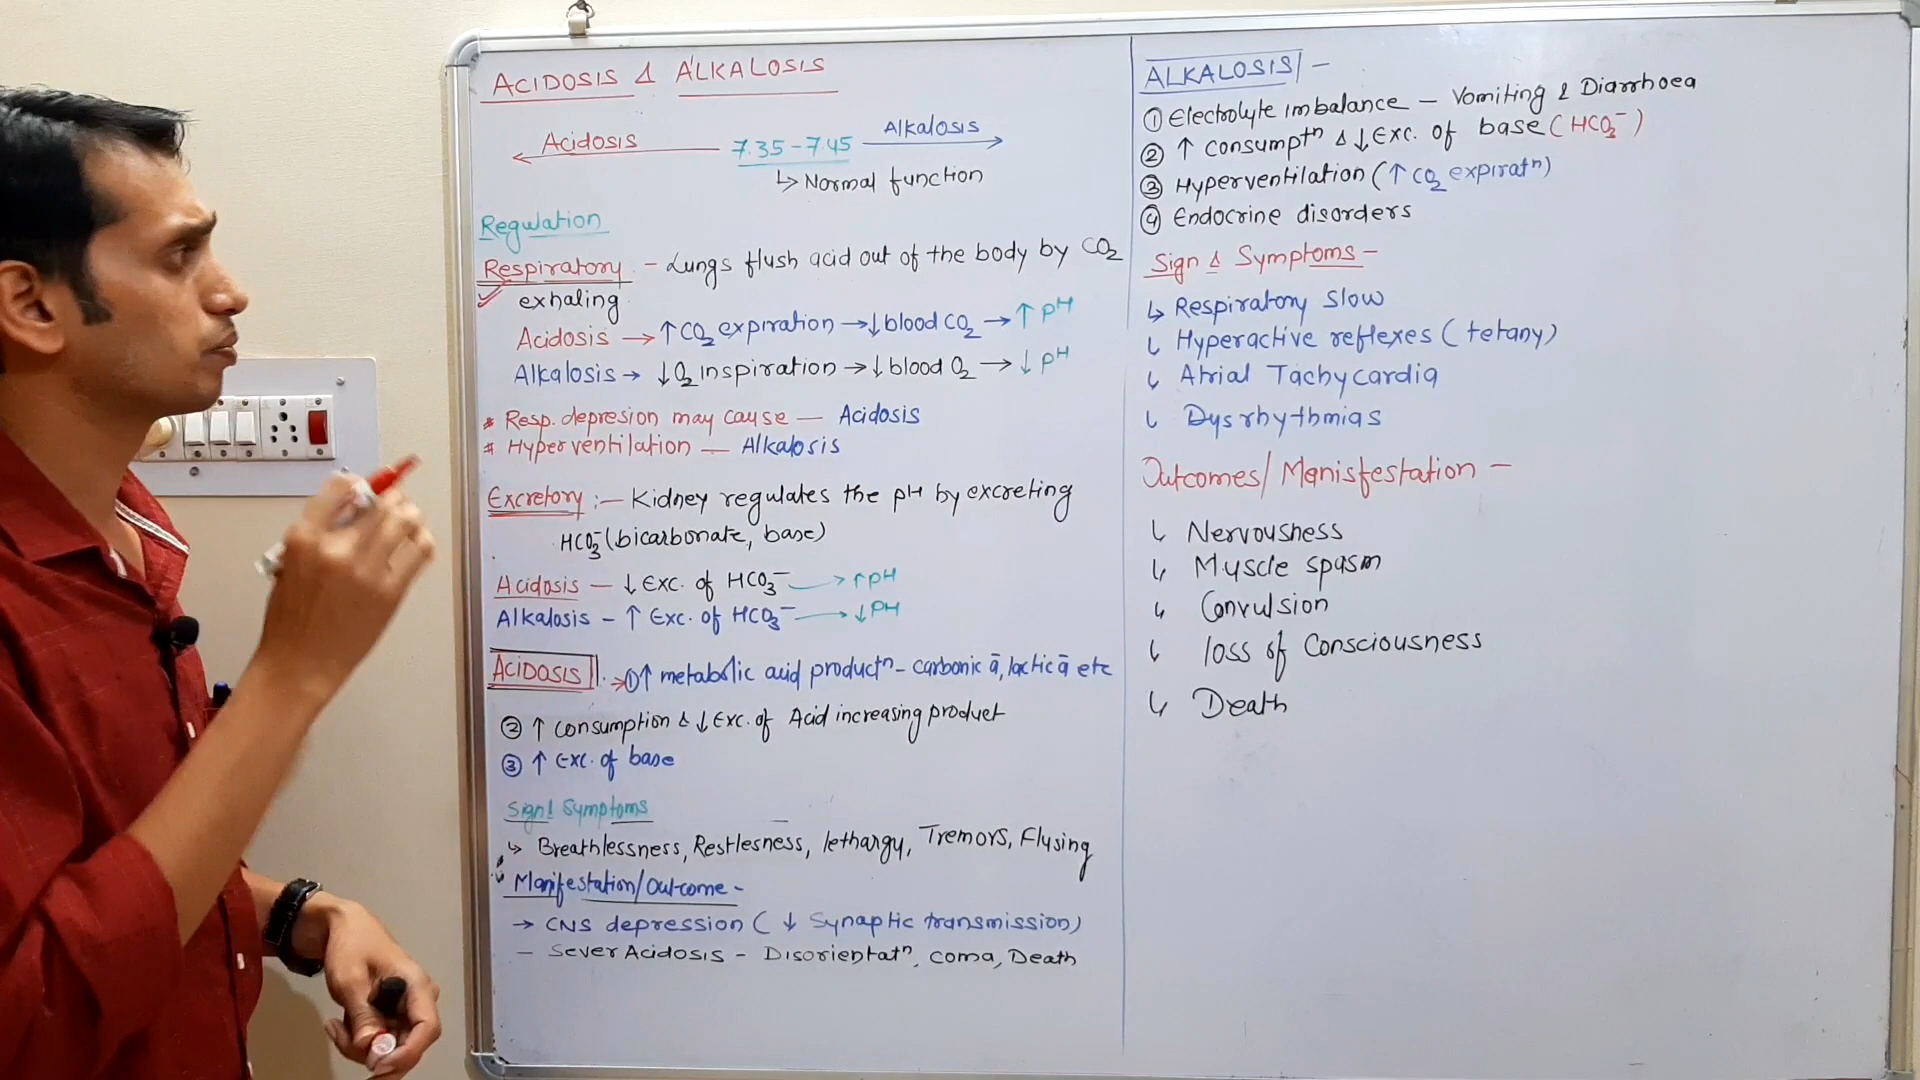 ACIDOSIS & ALKALOSIS
Acidosis 7.35-7.45 Alkalosis
↳ Normal function
Regulation
Respiratory - Lungs flush acid out of the body by CO2
exhaling
Acidosis → ↑CO2 expiration → ↓ blood CO2 → ↑ pH
Alkalosis → ↓O2 inspiration → ↓ blood O2 → ↓ pH
* Resp. depresion may cause — Acidosis
* Hyperventilation — Alkalosis
Excretory :- Kidney regulates the pH by excreting
HCO3⁻ (bicarbonate, base)
Acidosis - ↓ Exc. of HCO3⁻ → ↑pH
Alkalosis - ↑ Exc. of HCO3⁻ → ↓ pH
ACIDOSIS → ① ↑ metabolic acid productⁿ - carbonic ā, lactic ā etc
② ↑ consumption & ↓ Exc. of Acid increasing product
③ ↑ Exc. of base
Sign & Symptoms
↳ Breathlessness, Restlesness, lethargy, Tremors, Flusing
Manifestation/Outcome -
→ CNS depression ( ↓ Synaptic transmission)
- Sever Acidosis - Disorientatⁿ, coma, Death
ALKALOSIS -
① Electrolyte imbalance - Vomiting & Diarrhoea
② ↑ consumptⁿ & ↓ Exc. of base (HCO3⁻)
③ Hyperventilation (↑ CO2 expiratⁿ)
④ Endocrine disorders
Sign & Symptoms -
↳ Respiratory Slow
↳ Hyperactive reflexes (tetany)
↳ Atrial Tachycardia
↳ Dysrhythmias
Outcomes/Manisfestation -
↳ Nervousness
↳ Muscle spasm
↳ Convulsion
↳ loss of Consciousness
↳ Death